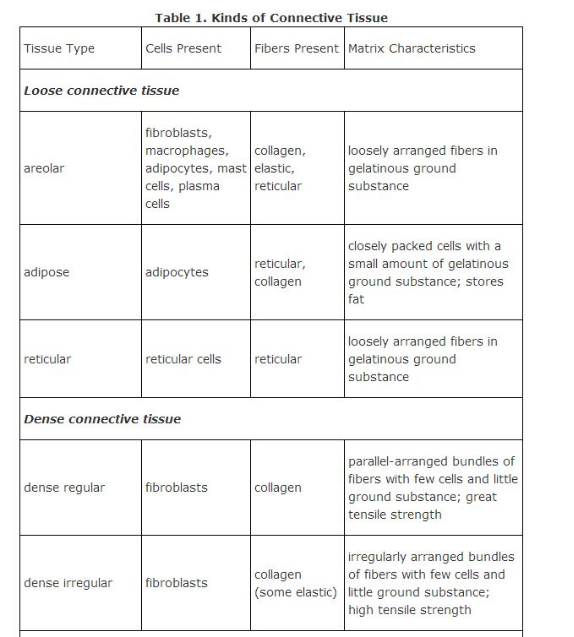 Table 1. Kinds of Connective Tissue
Tissue Type
Cells Present
Fibers Present
Matrix Characteristics
Loose connective tissue
areolar
fibroblasts,
macrophages,
adipocytes, mast
cells, plasma
cells
collagen,
elastic,
reticular
loosely arranged fibers in
gelatinous ground
substance
adipose
adipocytes
reticular,
collagen
closely packed cells with a
small amount of gelatinous
ground substance; stores
fat
reticular
reticular cells
reticular
loosely arranged fibers in
gelatinous ground
substance
Dense connective tissue
dense regular
fibroblasts
collagen
parallel-arranged bundles of
fibers with few cells and little
ground substance; great
tensile strength
dense irregular
fibroblasts
collagen
(some elastic)
irregularly arranged bundles
of fibers with few cells and
little ground substance;
high tensile strength